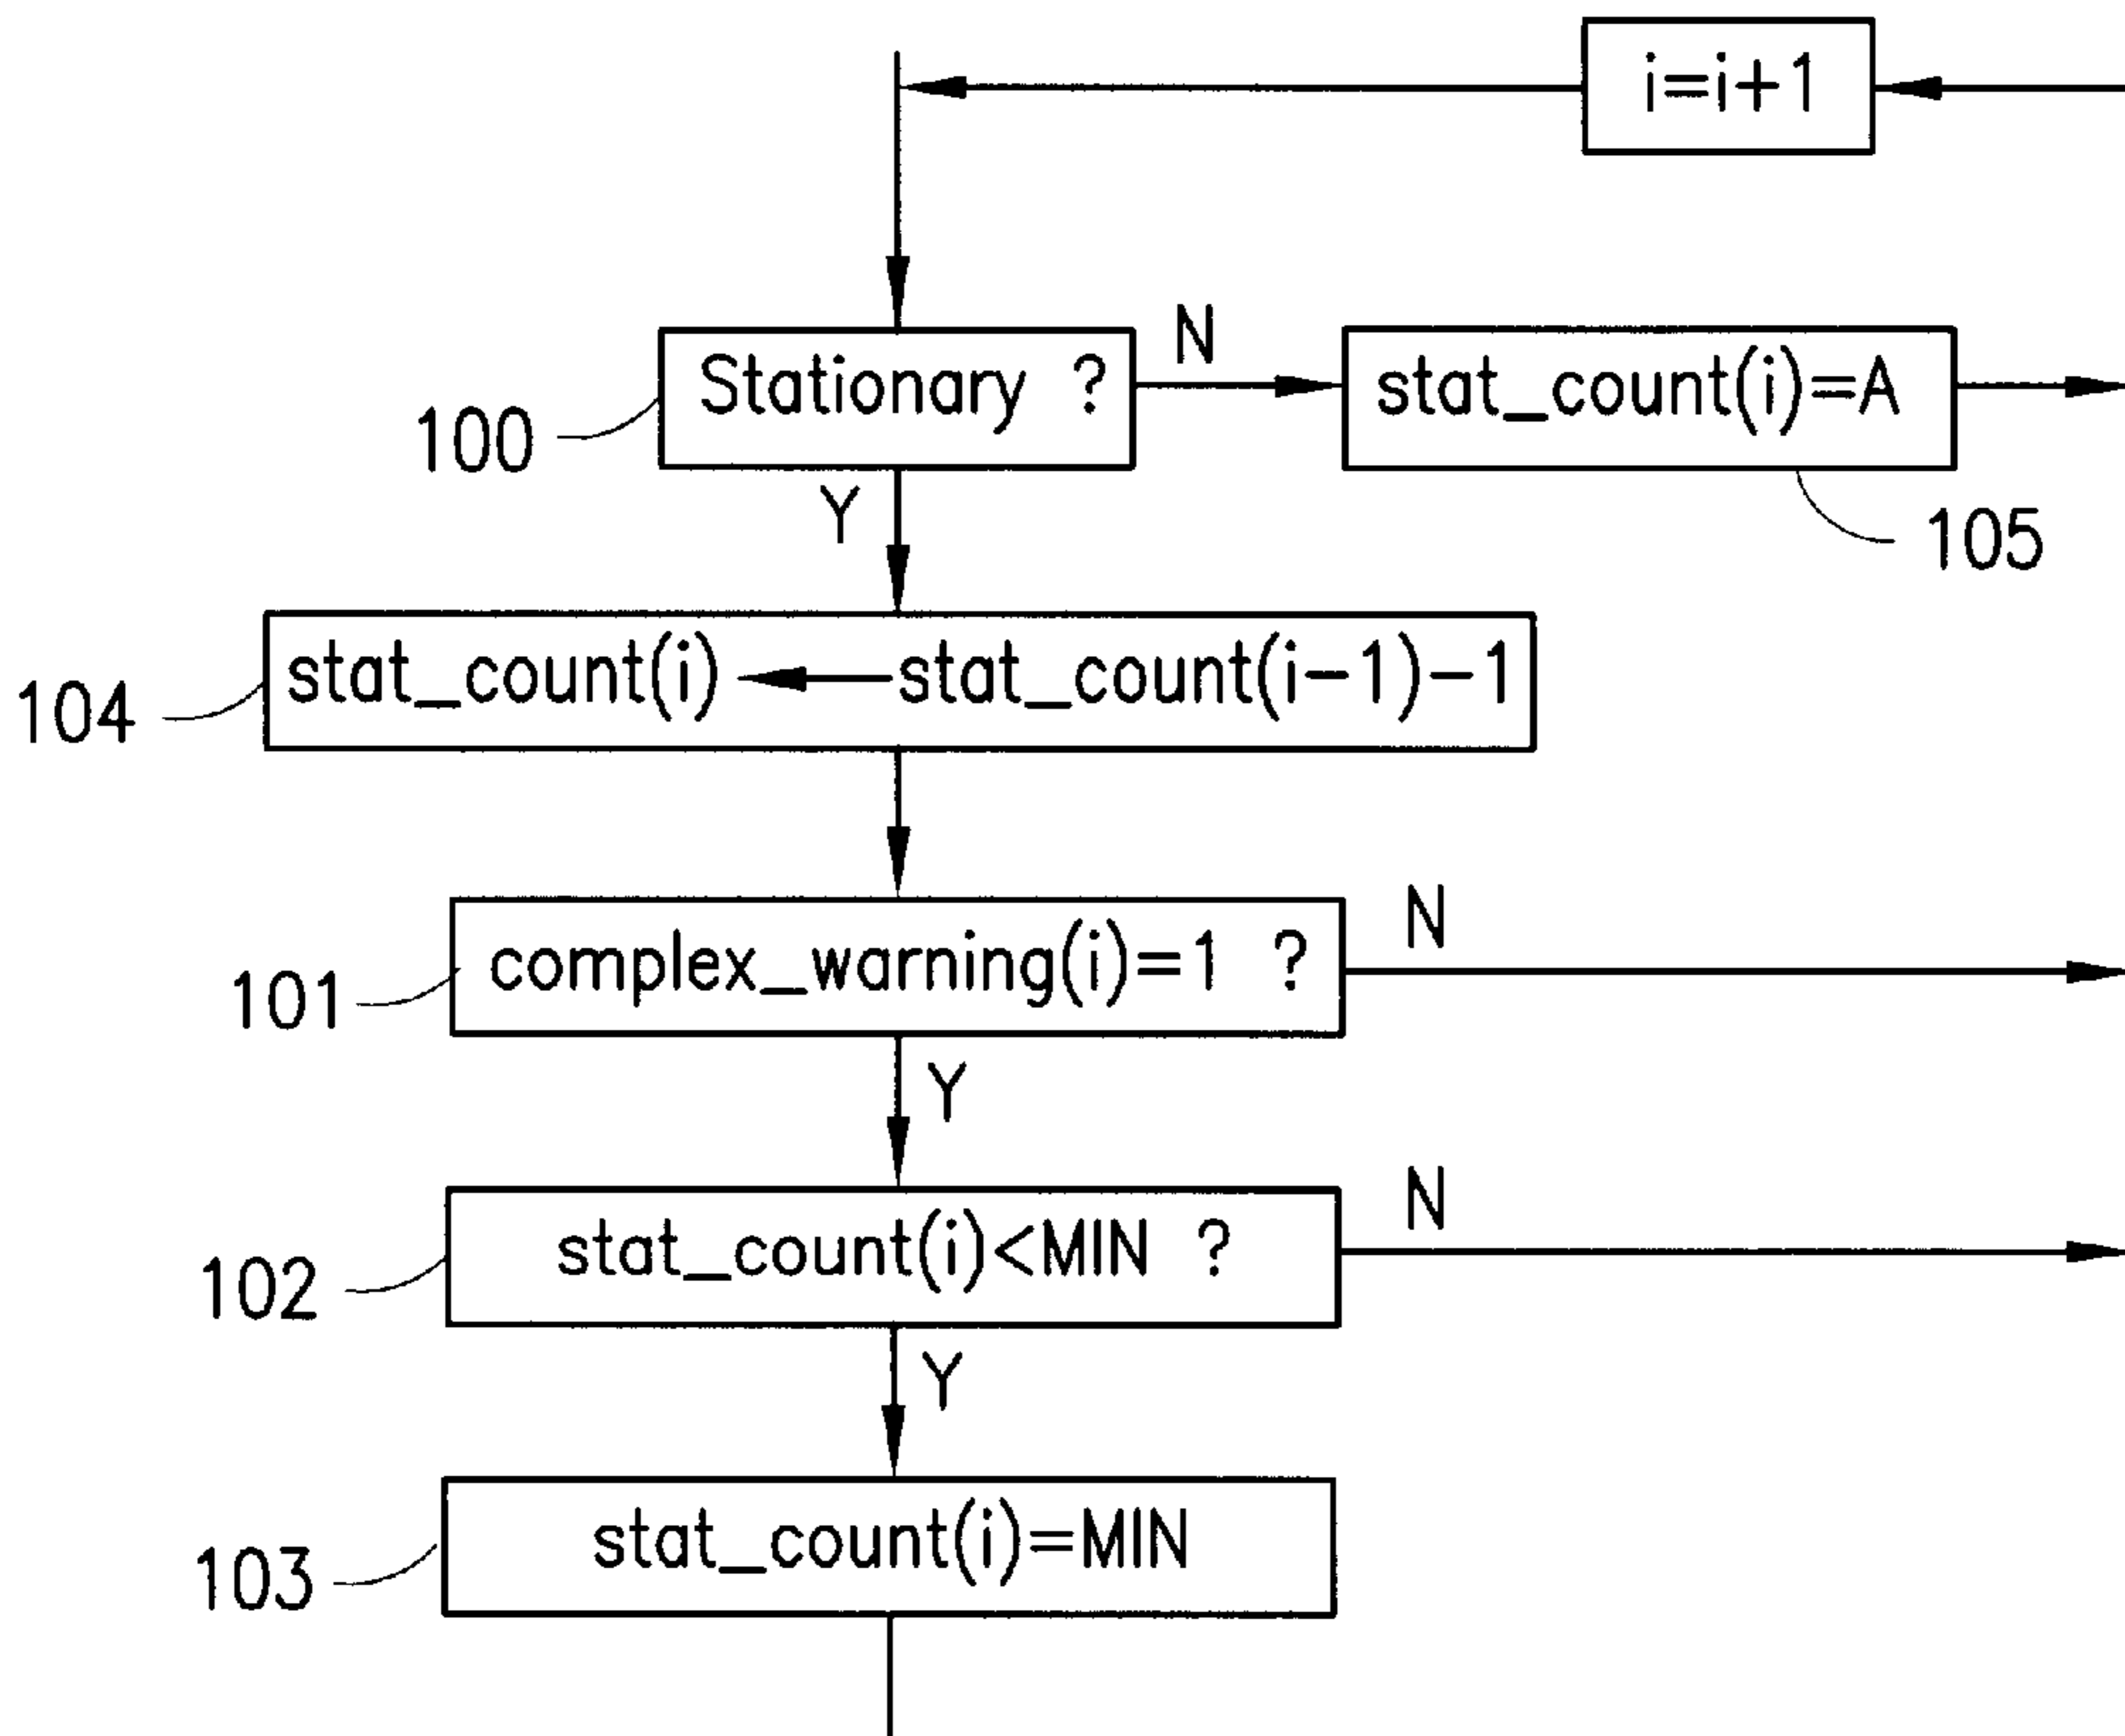 i=i+1
N
Stationary ?
stat_count(i)=A
100
Y
105
stat_count(i) ← stat_count(i-1)-1
104
N
complex_warning(i)=1 ?
101
Y
N
stat_count(i)<MIN ?
102
Y
stat_count(i)=MIN
103